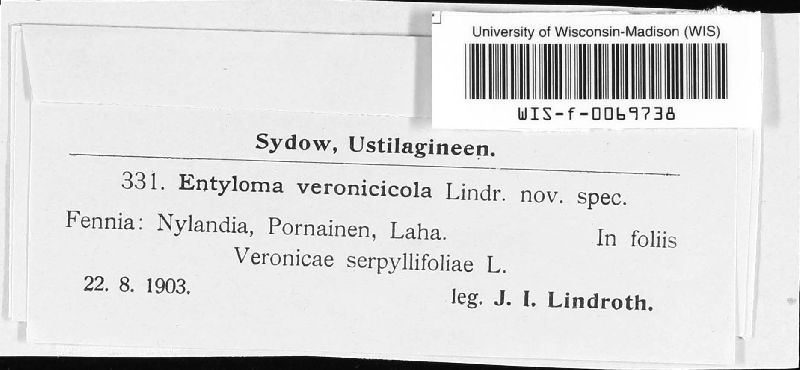 University of Wisconsin-Madison (WIS)
WIS-f-0069738
Sydow, Ustilagineen.
331. Entyloma veronicicola Lindr. nov. spec.
Fennia: Nylandia, Pornainen, Laha. In foliis
Veronicae serpyllifoliae L.
22. 8. 1903. leg. J. I. Lindroth.